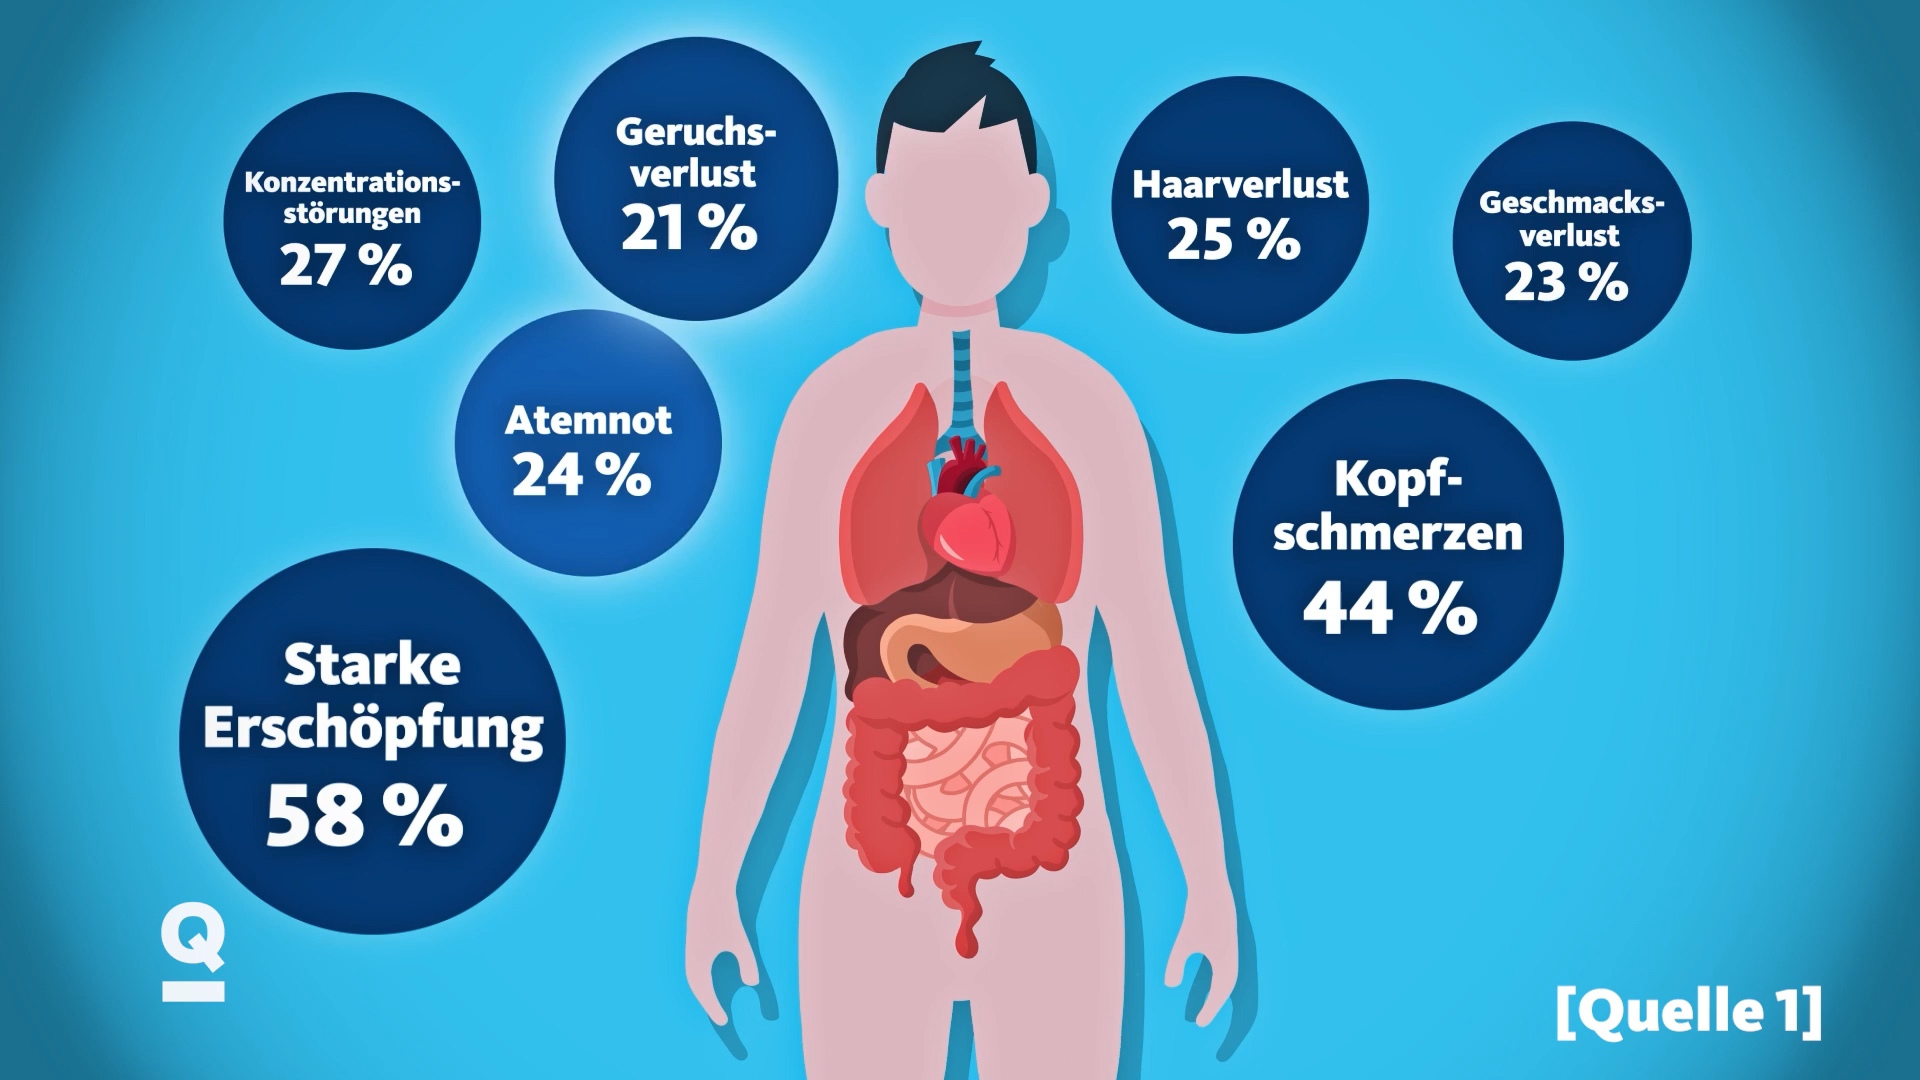 Konzentrations-
störungen
27 %
Geruchs-
verlust
21 %
Haarverlust
25 %
Geschmacks-
verlust
23 %
Atemnot
24 %
Kopf-
schmerzen
44 %
Starke
Erschöpfung
58 %
Q
[Quelle 1]